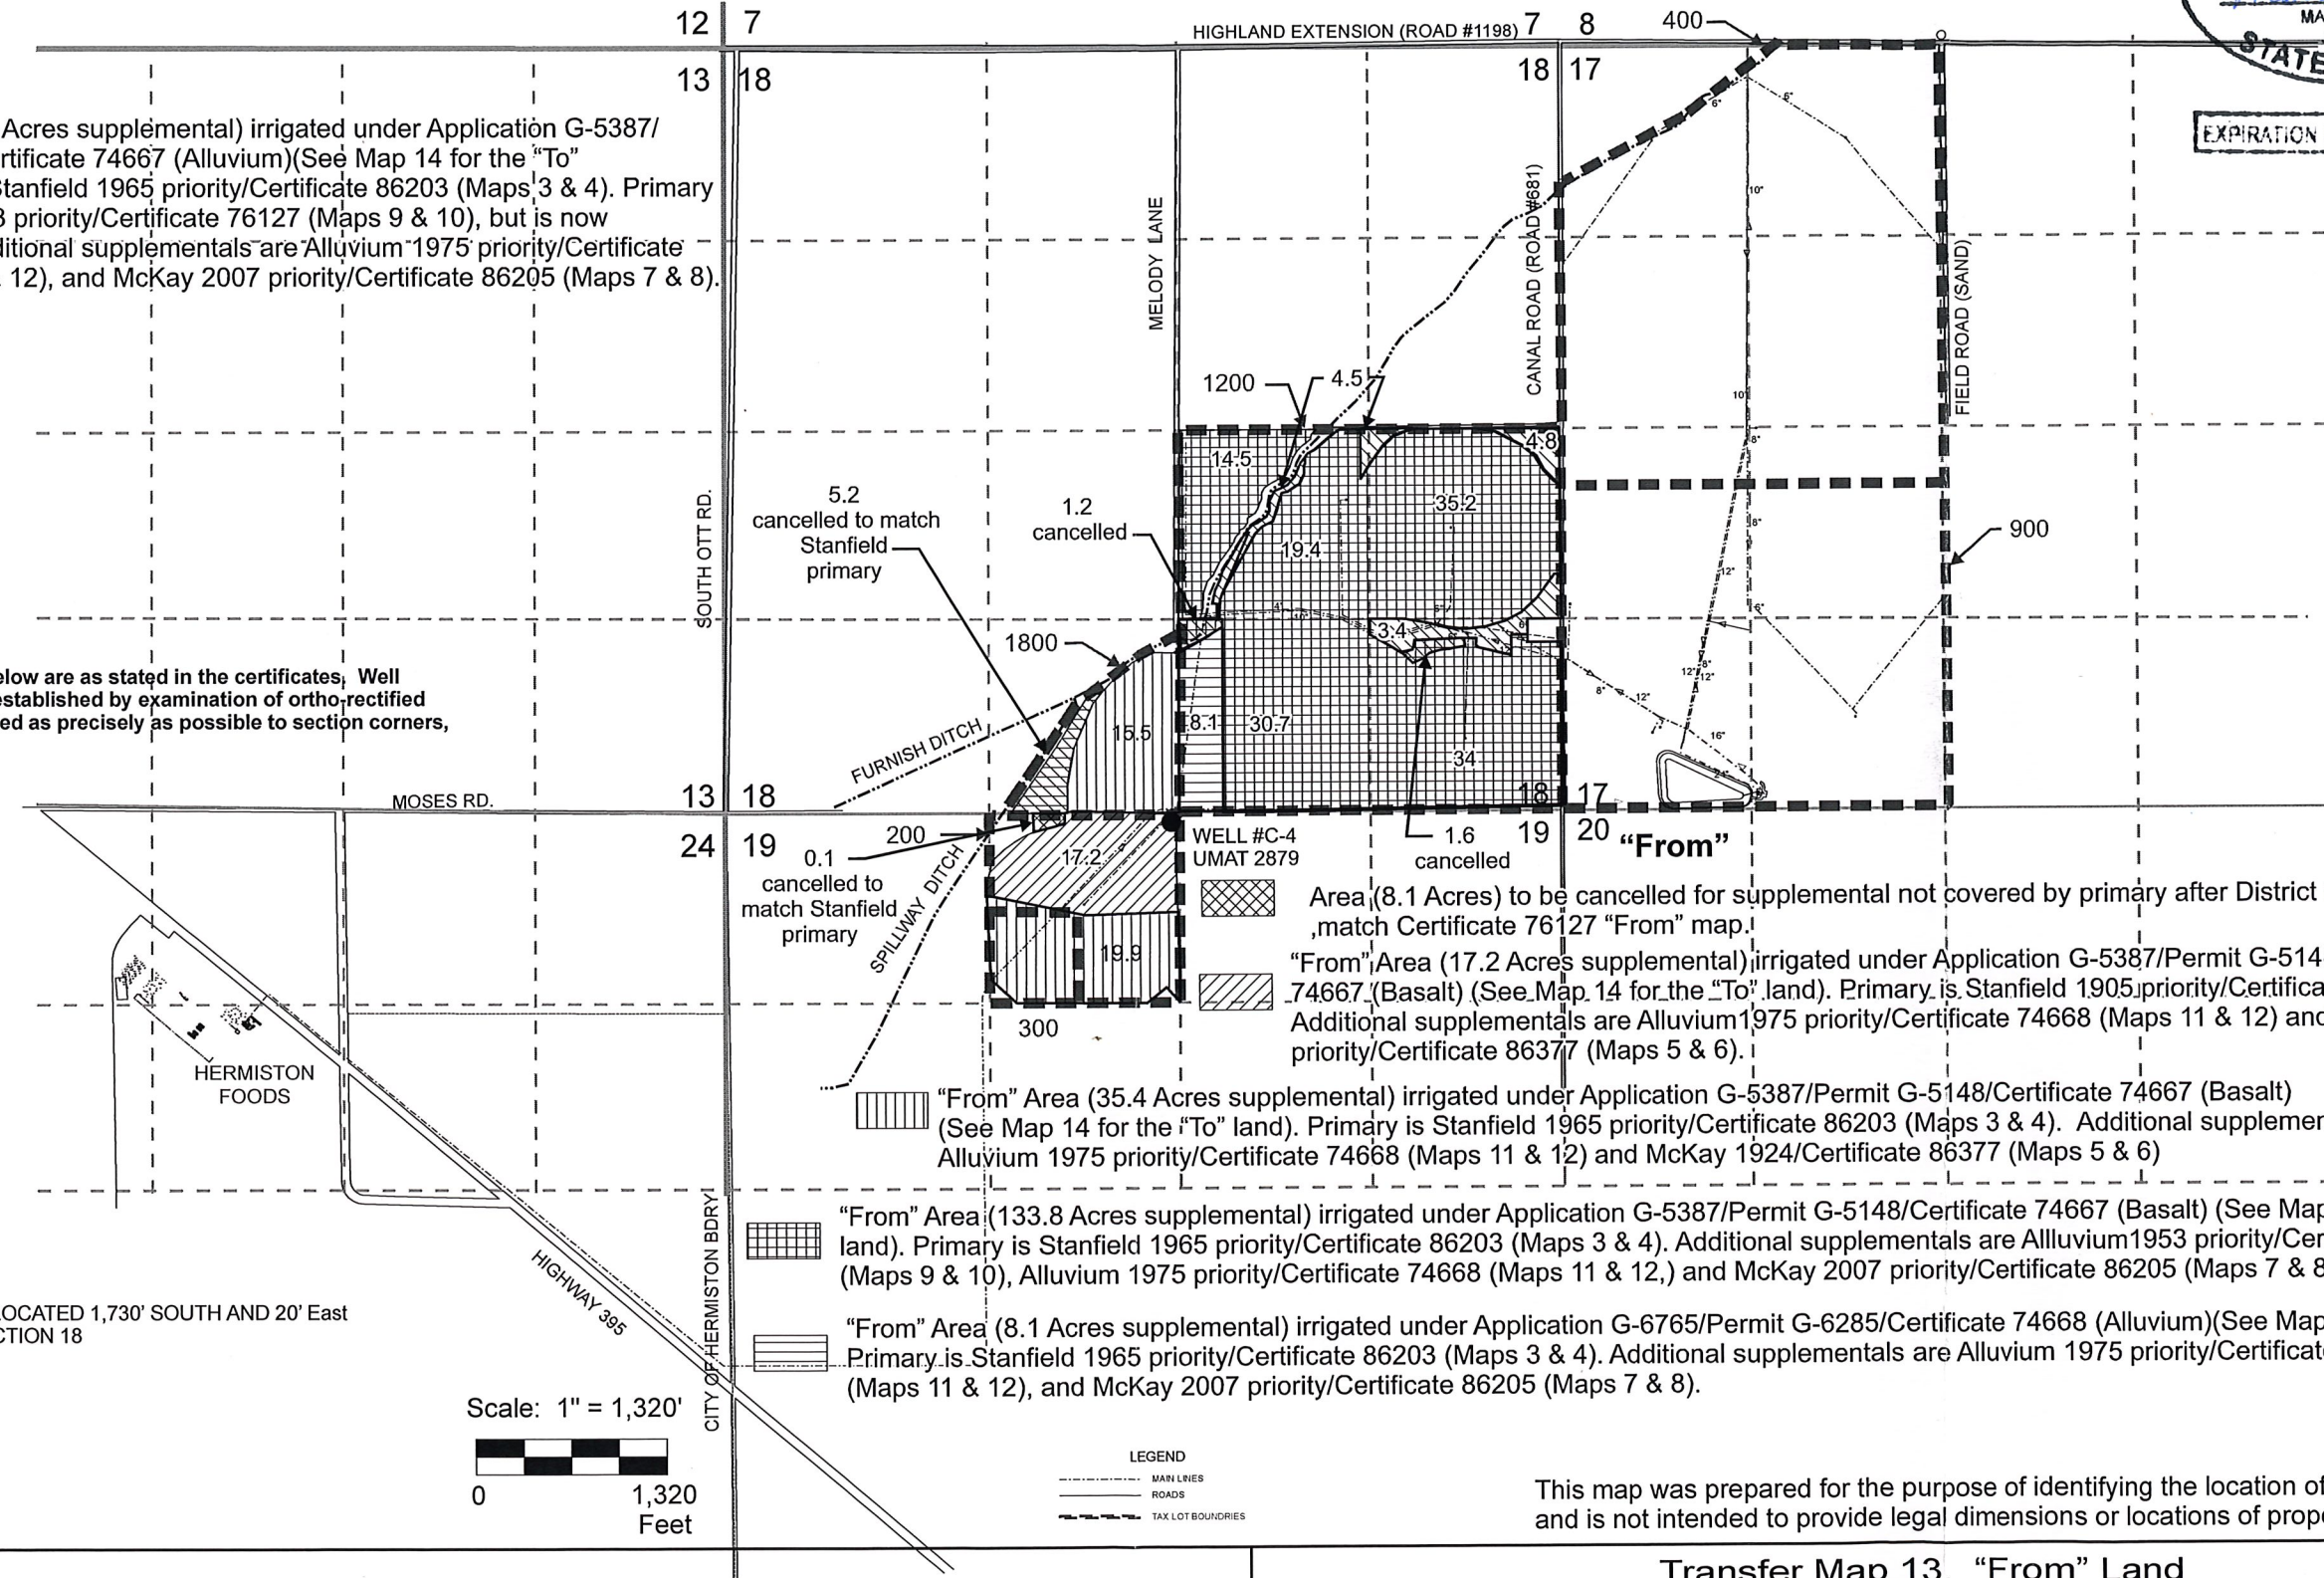 12 7
HIGHLAND EXTENSION (ROAD #1198) 7 8
400
MA
STATE
13 18
18 17
EXPIRATION
Acres supplemental) irrigated under Application G-5387/
rtificate 74667 (Alluvium)(See Map 14 for the “To”
Stanfield 1965 priority/Certificate 86203 (Maps 3 & 4). Primary
3 priority/Certificate 76127 (Maps 9 & 10), but is now
ditional supplementals are Alluvium 1975 priority/Certificate
12), and McKay 2007 priority/Certificate 86205 (Maps 7 & 8).
MELODY LANE
CANAL ROAD (ROAD #681)
FIELD ROAD (SAND)
SOUTH OTT RD.
6"
6"
10"
10"
8"
8"
12"
6"
12"
8"
12"
8"
12"
16"
2"
4"
10"
6"
6"
1200
4.5
4.8
14.5
35.2
19.4
5.2
cancelled to match
Stanfield
primary
1.2
cancelled
900
1800
3.4
15.5
8.1
30.7
34
FURNISH DITCH
elow are as stated in the certificates. Well
established by examination of ortho-rectified
ed as precisely as possible to section corners,
MOSES RD.
13 18
18 17
24 19
19 20
“From”
200
0.1
cancelled to
match Stanfield
primary
SPILLWAY DITCH
17.2
19.9
300
WELL #C-4
UMAT 2879
1.6
cancelled
Area (8.1 Acres) to be cancelled for supplemental not covered by primary after District
,match Certificate 76127 “From” map.
“From” Area (17.2 Acres supplemental) irrigated under Application G-5387/Permit G-514
74667 (Basalt) (See Map 14 for the “To” land). Primary is Stanfield 1905 priority/Certifica
Additional supplementals are Alluvium1975 priority/Certificate 74668 (Maps 11 & 12) and
priority/Certificate 86377 (Maps 5 & 6).
“From” Area (35.4 Acres supplemental) irrigated under Application G-5387/Permit G-5148/Certificate 74667 (Basalt)
(See Map 14 for the “To” land). Primary is Stanfield 1965 priority/Certificate 86203 (Maps 3 & 4). Additional supplemen
Alluvium 1975 priority/Certificate 74668 (Maps 11 & 12) and McKay 1924/Certificate 86377 (Maps 5 & 6)
“From” Area (133.8 Acres supplemental) irrigated under Application G-5387/Permit G-5148/Certificate 74667 (Basalt) (See Map
land). Primary is Stanfield 1965 priority/Certificate 86203 (Maps 3 & 4). Additional supplementals are Allluvium1953 priority/Cer
(Maps 9 & 10), Alluvium 1975 priority/Certificate 74668 (Maps 11 & 12,) and McKay 2007 priority/Certificate 86205 (Maps 7 & 8
“From” Area (8.1 Acres supplemental) irrigated under Application G-6765/Permit G-6285/Certificate 74668 (Alluvium)(See Map
Primary is Stanfield 1965 priority/Certificate 86203 (Maps 3 & 4). Additional supplementals are Alluvium 1975 priority/Certificate
(Maps 11 & 12), and McKay 2007 priority/Certificate 86205 (Maps 7 & 8).
HERMISTON
FOODS
HIGHWAY 395
CITY OF HERMISTON BDRY
LOCATED 1,730’ SOUTH AND 20’ East
CTION 18
Scale: 1" = 1,320'
0 1,320
Feet
LEGEND
MAIN LINES
ROADS
TAX LOT BOUNDRIES
This map was prepared for the purpose of identifying the location of
and is not intended to provide legal dimensions or locations of prope
Transfer Map 13, “From” Land